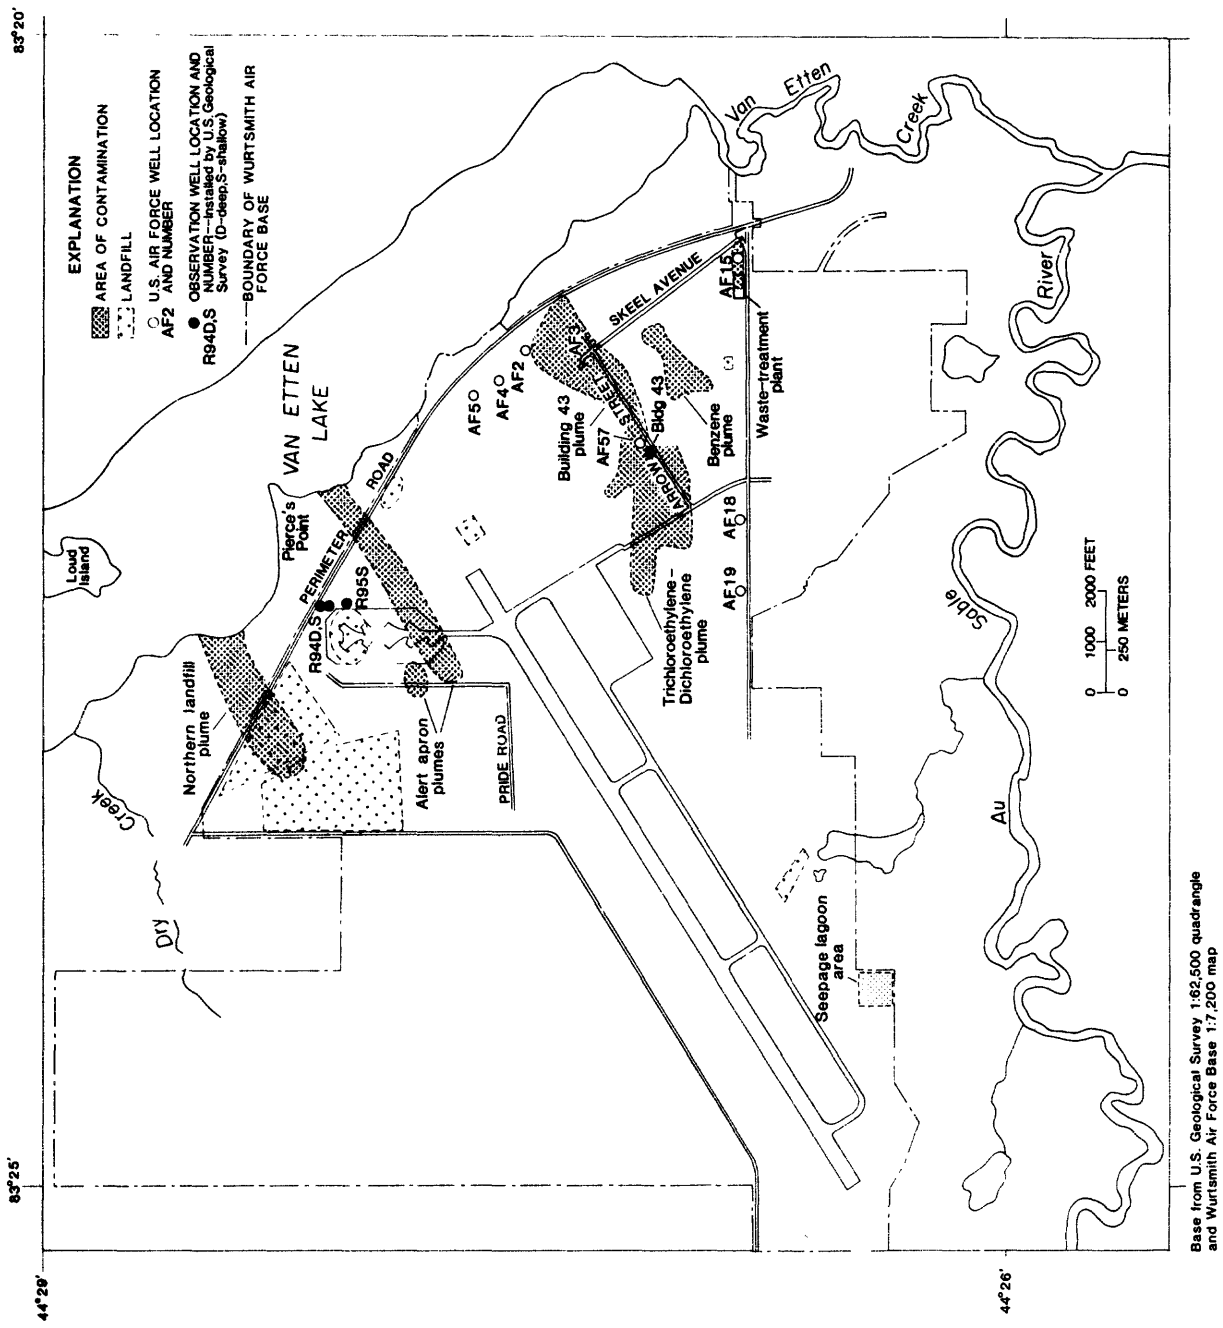 83°25'
83°20'
44°29'
44°26'
EXPLANATION
AREA OF CONTAMINATION
LANDFILL
AF2
U.S. AIR FORCE WELL LOCATION
AND NUMBER
R94D,S
OBSERVATION WELL LOCATION AND
NUMBER--Installed by U.S. Geological
Survey (D-deep,S-shallow)
BOUNDARY OF WURTSMITH AIR
FORCE BASE
Loud
Island
VAN ETTEN
LAKE
Dry
Creek
Northern landfill
plume
Pierce's
Point
PERIMETER
ROAD
R94D,S
R95S
Alert apron
plumes
PRIDE ROAD
AF5
AF4
AF2
AF3
Building 43
plume
AF57
ARROW
STREET
Bldg 43
SKEEL AVENUE
Benzene
plume
Trichloroethylene-
Dichloroethylene
plume
AF15
AF18
AF19
Waste-treatment
plant
Van
Etten
Creek
Seepage lagoon
area
Au
Sable
River
0 1000 2000 FEET
0 250 METERS
Base from U.S. Geological Survey 1:62,500 quadrangle
and Wurtsmith Air Force Base 1:7,200 map